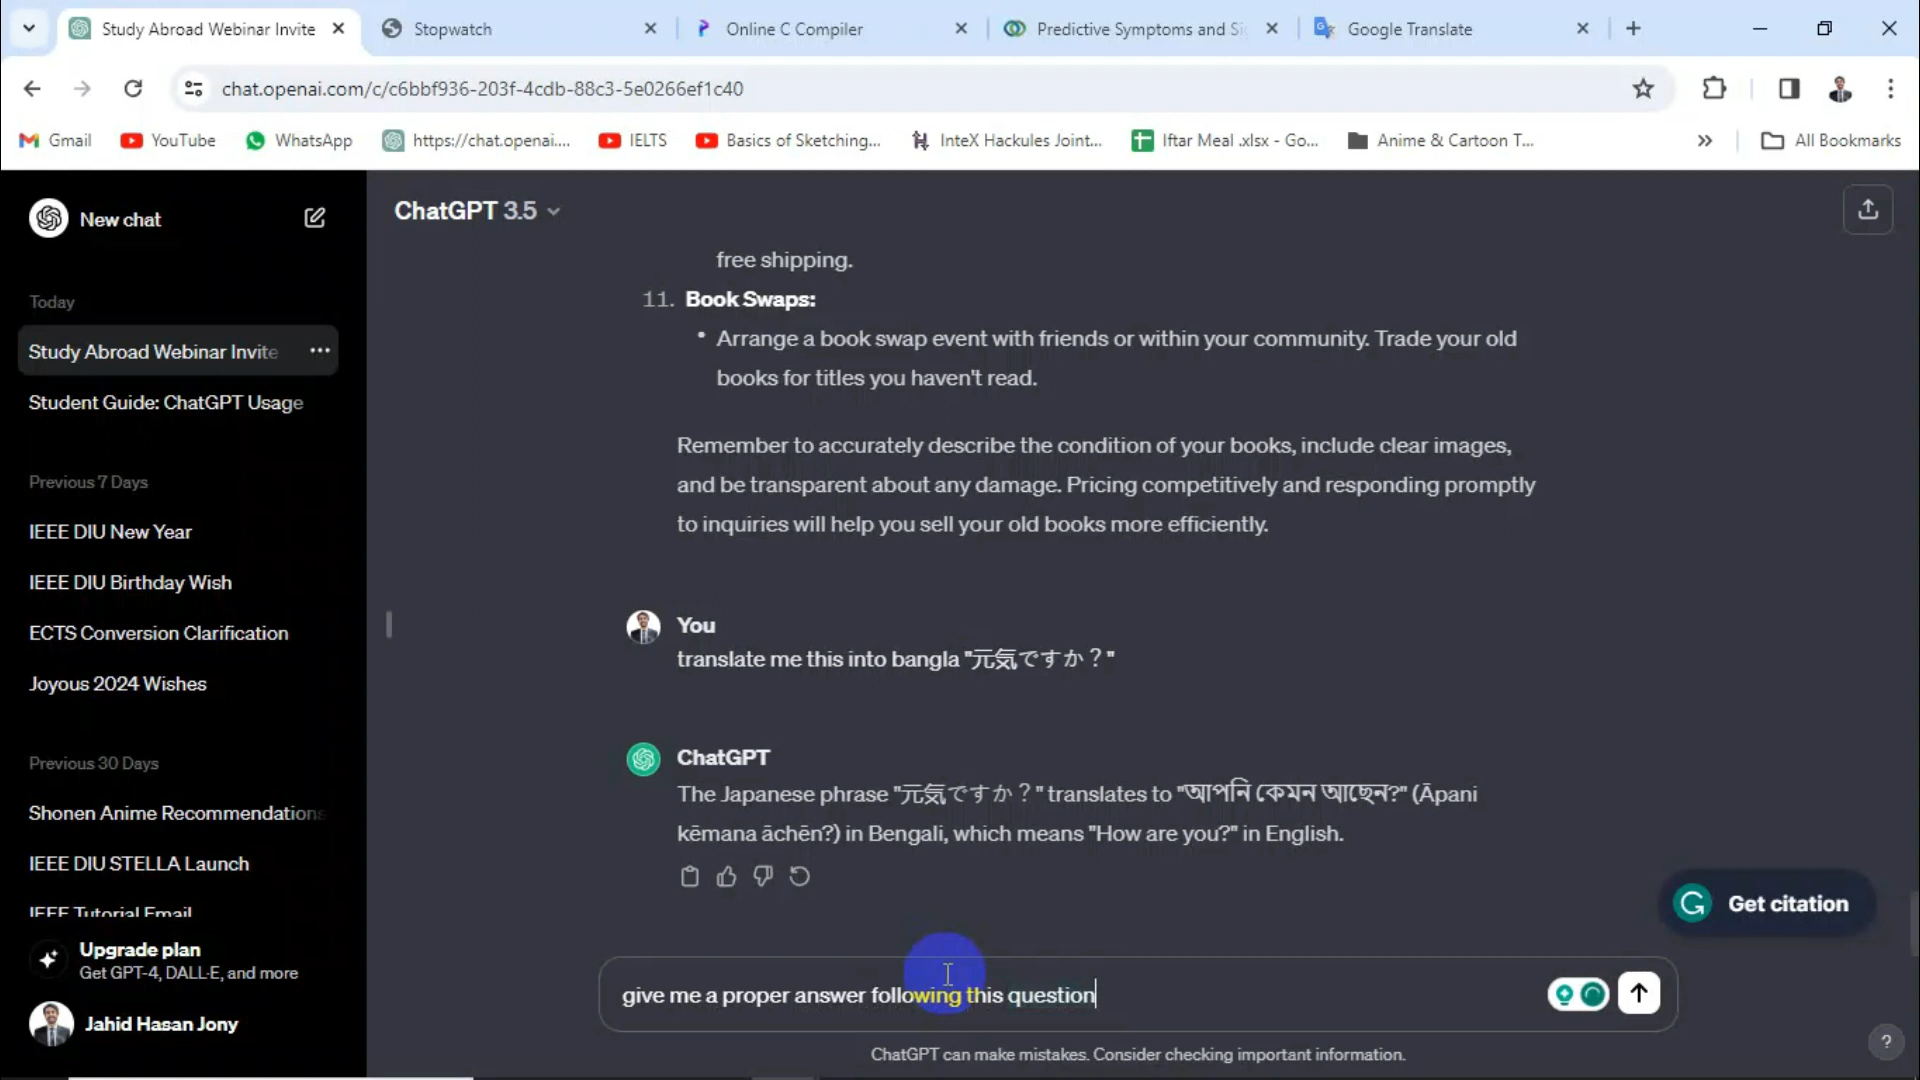 Study Abroad Webinar Invite
Stopwatch
Online C Compiler
Predictive Symptoms and Si
Google Translate
chat.openai.com/c/c6bbf936-203f-4cdb-88c3-5e0266ef1c40
Gmail
YouTube
WhatsApp
https://chat.openai....
IELTS
Basics of Sketching...
InteX Hackules Joint...
Iftar Meal .xlsx - Go...
Anime & Cartoon T...
All Bookmarks
New chat
ChatGPT 3.5
free shipping.
Today
11. Book Swaps:
Study Abroad Webinar Invite
• Arrange a book swap event with friends or within your community. Trade your old
books for titles you haven't read.
Student Guide: ChatGPT Usage
Remember to accurately describe the condition of your books, include clear images,
and be transparent about any damage. Pricing competitively and responding promptly
to inquiries will help you sell your old books more efficiently.
Previous 7 Days
IEEE DIU New Year
IEEE DIU Birthday Wish
ECTS Conversion Clarification
Joyous 2024 Wishes
You
translate me this into bangla "元気ですか？"
Previous 30 Days
Shonen Anime Recommendations
IEEE DIU STELLA Launch
IEEE Tutorial Email
ChatGPT
The Japanese phrase "元気ですか？" translates to "আপনি কেমন আছেন?" (Āpani
kēmana āchēn?) in Bengali, which means "How are you?" in English.
Get citation
Upgrade plan
Get GPT-4, DALL·E, and more
Jahid Hasan Jony
give me a proper answer following this question
ChatGPT can make mistakes. Consider checking important information.
?